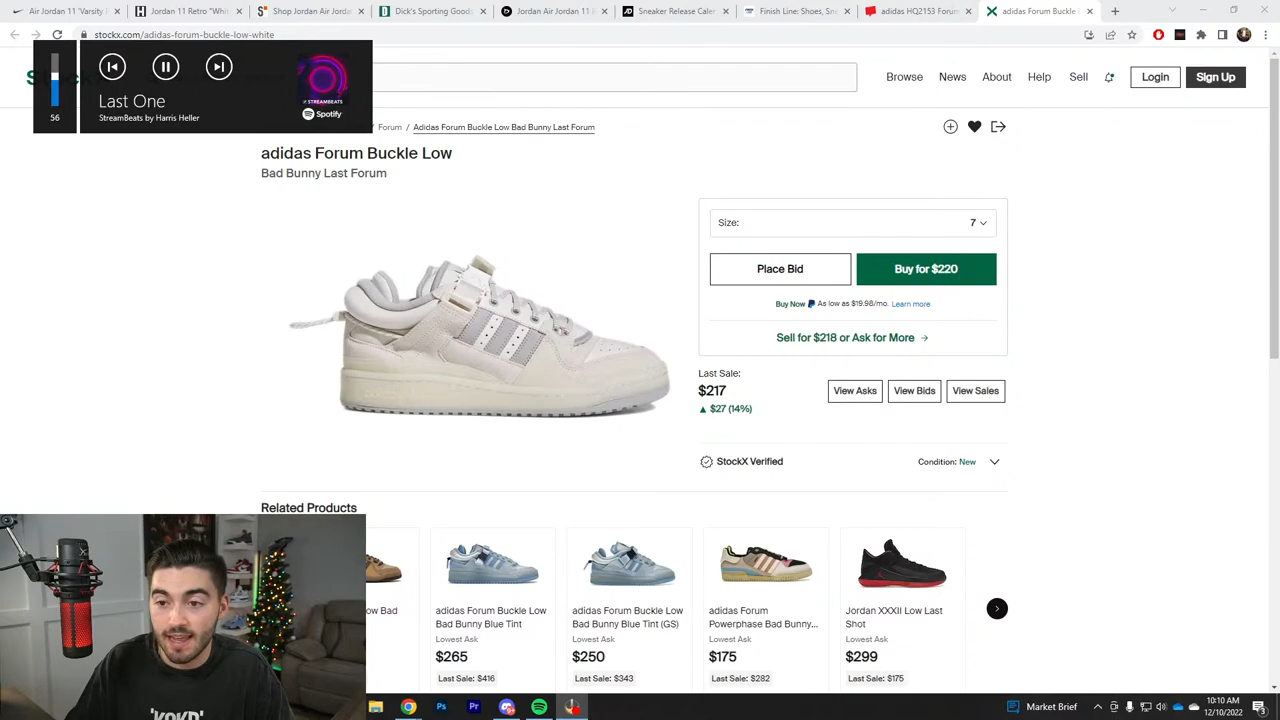 Jordan Varsity Red
Jordan 11 Retro "Whit
Shop Jordan Air Jord
Dick's Sporting Goods
Jordan Air Jordan 11 R
Sneaker Release Calen
Finish Line: Shoes, Sne
adidas HQ2153 Forum
adidas Forum Buckle L
stockx.com/adidas-forum-buckle-low-white
Last One
StreamBeats by Harris Heller
56
STREAMBEATS
Spotify
Browse
News
About
Help
Sell
Login
Sign Up
Forum / Adidas Forum Buckle Low Bad Bunny Last Forum
adidas Forum Buckle Low
Bad Bunny Last Forum
Size:
7
Place Bid
Buy for $220
Buy Now
As low as $19.98/mo. Learn more
Sell for $218 or Ask for More →
Last Sale:
$217
▲ $27 (14%)
View Asks
View Bids
View Sales
StockX Verified
Condition: New
Related Products
ow Bad
adidas Forum Buckle Low
Bad Bunny Blue Tint
Lowest Ask
$265
Last Sale: $416
adidas Forum Buckle Low
Bad Bunny Blue Tint (GS)
Lowest Ask
$250
Last Sale: $343
adidas Forum
Powerphase Bad Bunny...
Lowest Ask
$175
Last Sale: $282
Jordan XXXII Low Last
Shot
Lowest Ask
$299
Last Sale: $175
"KOKO"
Market Brief
10:10 AM
12/10/2022